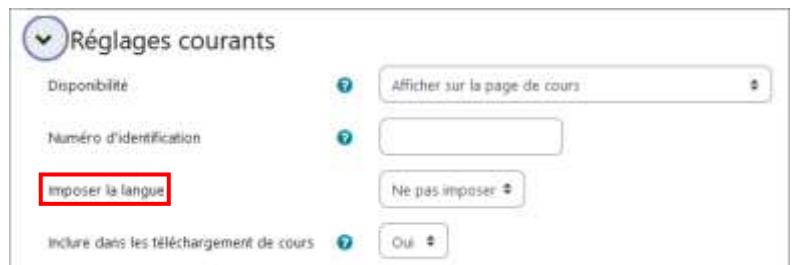 Réglages courants
Disponibilité Afficher sur la page de cours
Numéro d'identification
Imposer la langue Ne pas imposer
Inclure dans les téléchargement de cours Oui